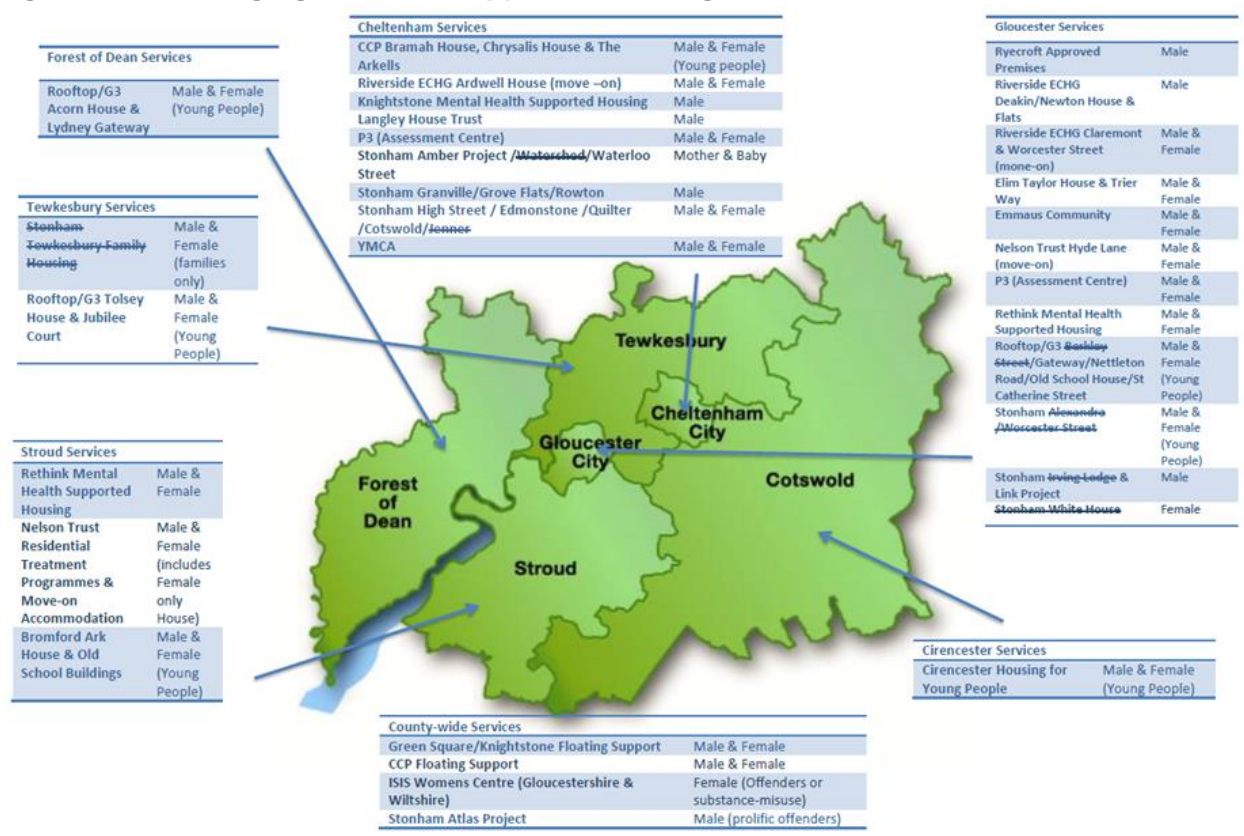 Forest of Dean Services
Rooftop/G3 Male & Female
Acorn House & (Young People)
Lydney Gateway
Cheltenham Services
CCP Bramah House, Chrysalis House & The Male & Female
Arkells (Young people)
Riverside ECHG Ardwell House (move –on) Male & Female
Knightstone Mental Health Supported Housing Male
Langley House Trust Male
P3 (Assessment Centre) Male & Female
Stonham Amber Project /Watershed/Waterloo Mother & Baby
Street
Stonham Granville/Grove Flats/Rowton Male
Stonham High Street / Edmonstone /Quilter Male & Female
/Cotswold/Jenner
YMCA Male & Female
Gloucester Services
Ryecroft Approved Male
Premises
Riverside ECHG Male
Deakin/Newton House &
Flats
Riverside ECHG Claremont Male &
& Worcester Street Female
(mone-on)
Elim Taylor House & Trier Male &
Way Female
Emmaus Community Male &
Female
Nelson Trust Hyde Lane Male &
(move-on) Female
P3 (Assessment Centre) Male &
Female
Rethink Mental Health Male &
Supported Housing Female
Rooftop/G3 Berkley Male &
Street/Gateway/Nettleton Female
Road/Old School House/St (Young
Catherine Street People)
Stonham Alexandra Male &
/Worcester Street Female
(Young
People)
Stonham Irving Lodge & Male
Link Project
Stonham White House Female
Tewkesbury Services
Stonham Male &
Tewkesbury Family Female
Housing (families
only)
Rooftop/G3 Tolsey Male &
House & Jubilee Female
Court (Young
People)
Stroud Services
Rethink Mental Male &
Health Supported Female
Housing
Nelson Trust Male &
Residential Female
Treatment (includes
Programmes & Female
Move-on only
Accommodation House)
Bromford Ark Male &
House & Old Female
School Buildings (Young
People)
Tewkesbury
Cheltenham
City
Gloucester
City
Forest
of
Dean
Cotswold
Stroud
Cirencester Services
Cirencester Housing for Male & Female
Young People (Young People)
County-wide Services
Green Square/Knightstone Floating Support Male & Female
CCP Floating Support Male & Female
ISIS Womens Centre (Gloucestershire & Female (Offenders or
Wiltshire) substance-misuse)
Stonham Atlas Project Male (prolific offenders)